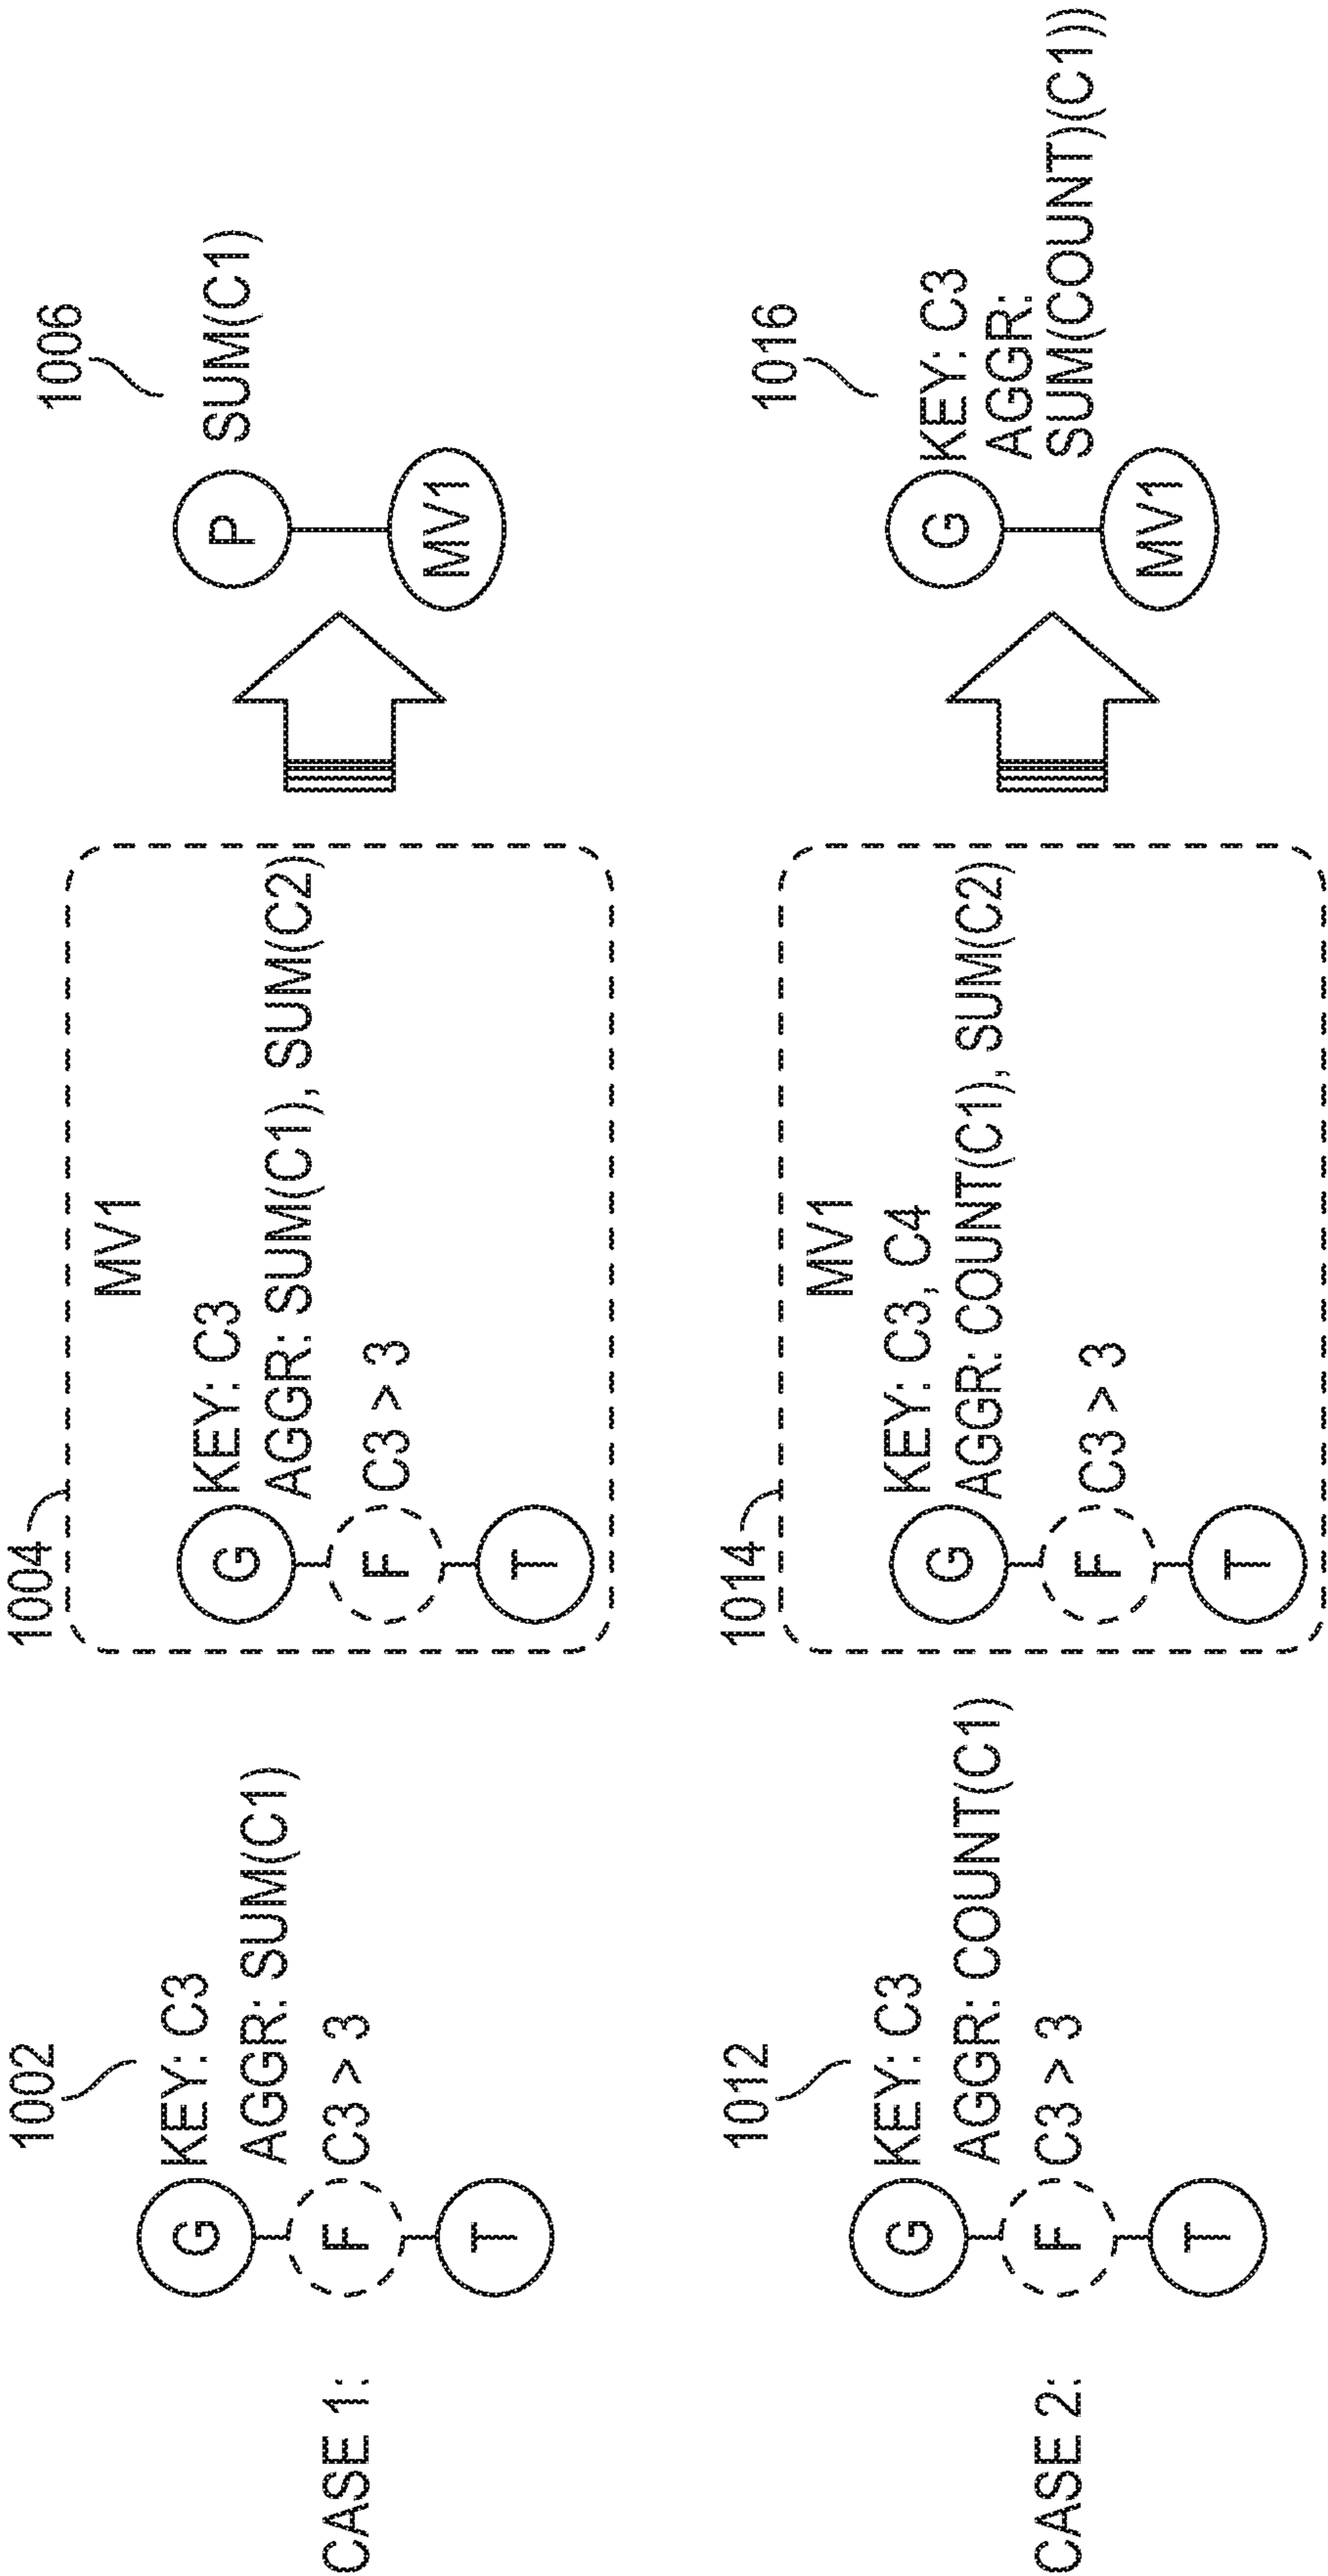 CASE 1:
1002
G
KEY: C3
AGGR: SUM(C1)
F
C3 > 3
T
1004
MV1
G
KEY: C3
AGGR: SUM(C1), SUM(C2)
F
C3 > 3
T
1006
P
SUM(C1)
MV1
CASE 2:
1012
G
KEY: C3
AGGR: COUNT(C1)
F
C3 > 3
T
1014
MV1
G
KEY: C3, C4
AGGR: COUNT(C1), SUM(C2)
F
C3 > 3
T
1016
G
KEY: C3
AGGR:
SUM(COUNT)(C1))
MV1